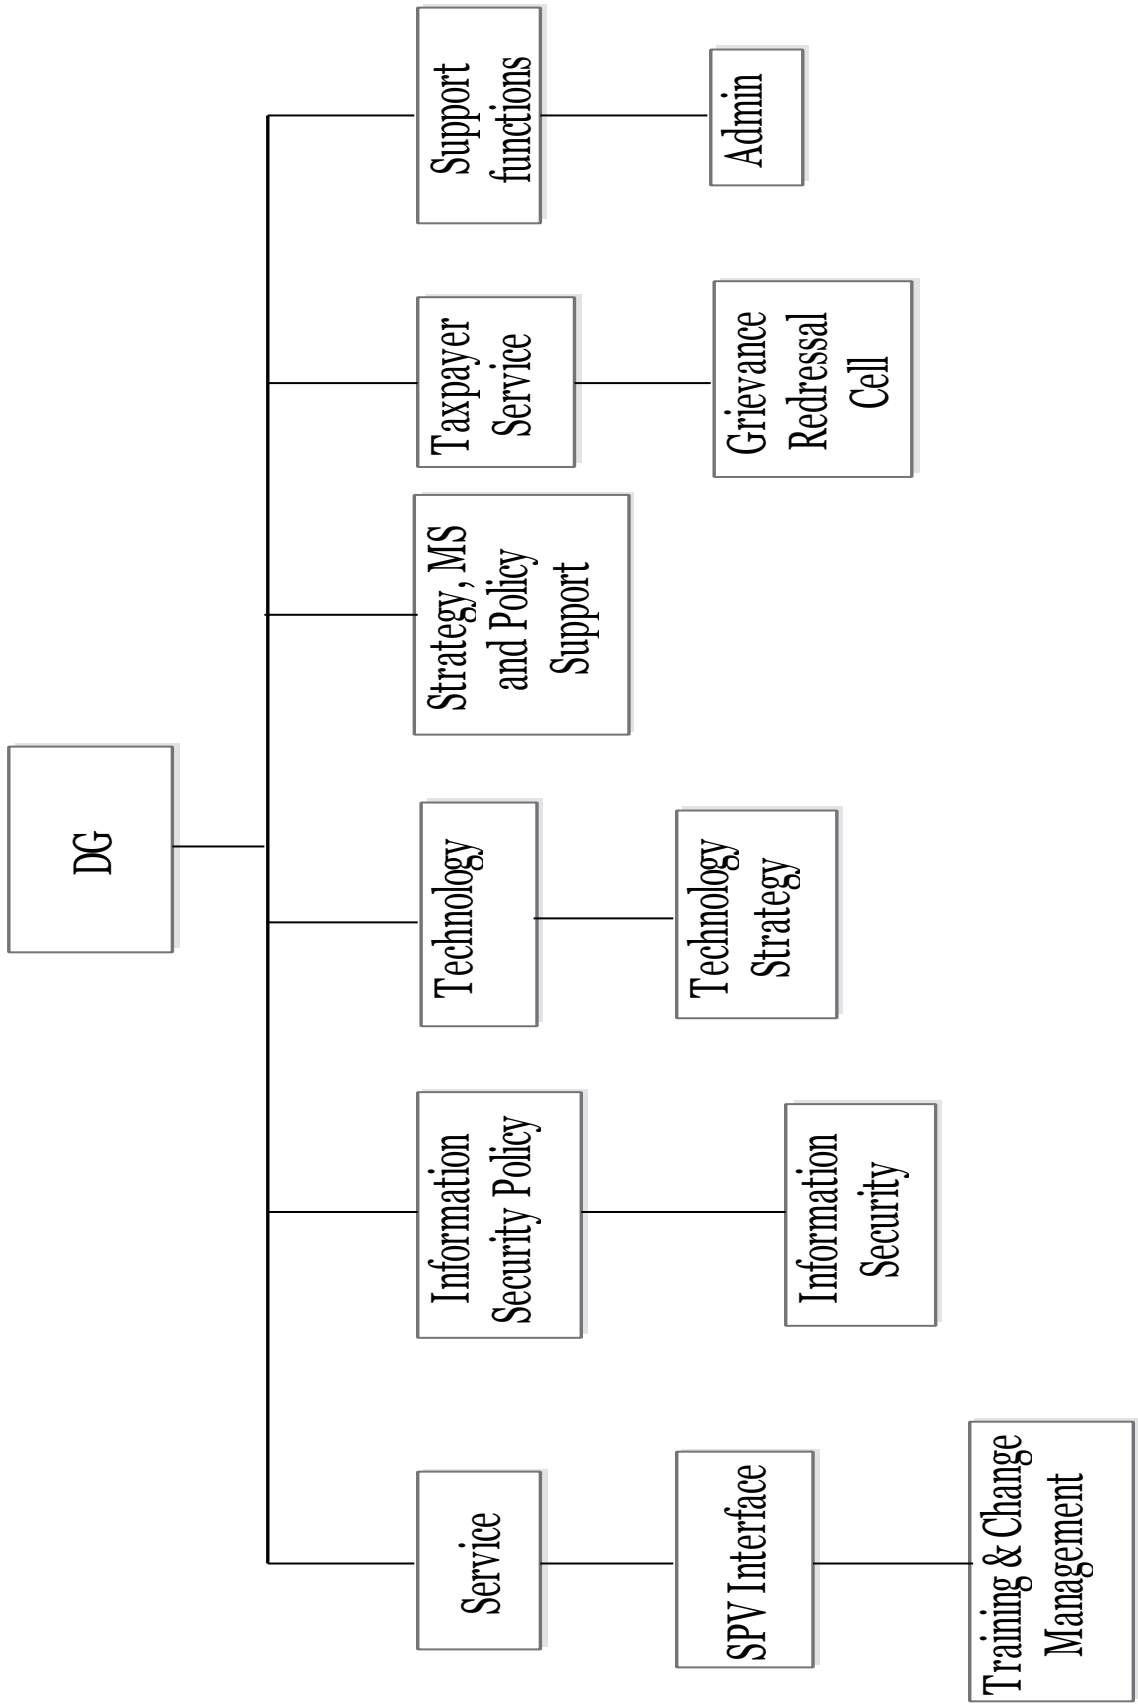 DG
Service
Information
Security Policy
Technology
Strategy, MS
and Policy
Support
Taxpayer
Service
Support
functions
SPV Interface
Information
Security
Technology
Strategy
Grievance
Redressal
Cell
Admin
Training & Change
Management